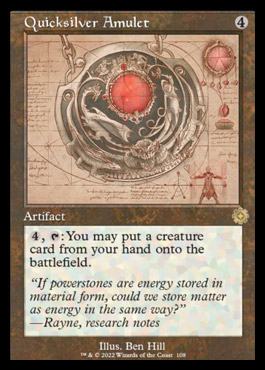 Quicksilver Amulet 4
Artifact
4, T: You may put a creature
card from your hand onto the
battlefield.
“If powerstones are energy stored in
material form, could we store matter
as energy in the same way?”
—Rayne, research notes
Illus. Ben Hill
™ & © 2022 Wizards of the Coast 108